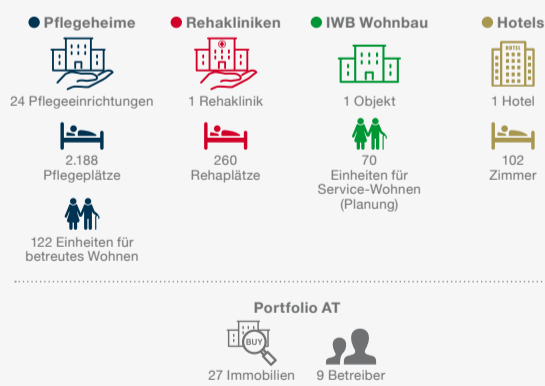 Pflegeheime
24 Pflegeeinrichtungen
2.188
Pflegeplätze
122 Einheiten für
betreutes Wohnen
Rehakliniken
1 Rehaklinik
260
Rehaplätze
IWB Wohnbau
1 Objekt
70
Einheiten für
Service-Wohnen
(Planung)
Hotels
HOTEL
1 Hotel
102
Zimmer
Portfolio AT
BUY
27 Immobilien
9 Betreiber